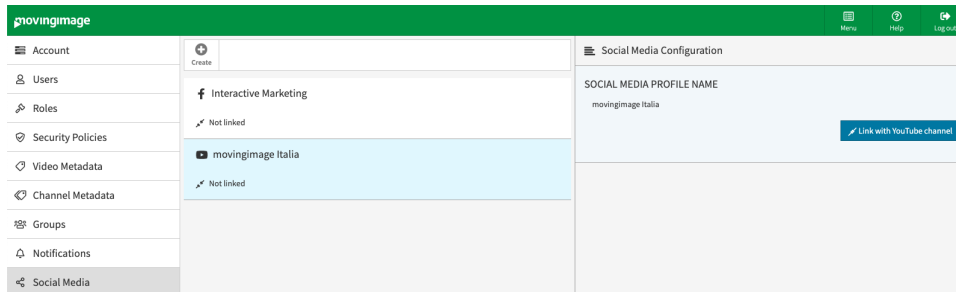 movingimage
Menu
Help
Log out
Account
Users
Roles
Security Policies
Video Metadata
Channel Metadata
Groups
Notifications
Social Media
Create
Interactive Marketing
Not linked
movingimage Italia
Not linked
Social Media Configuration
SOCIAL MEDIA PROFILE NAME
movingimage Italia
Link with YouTube channel